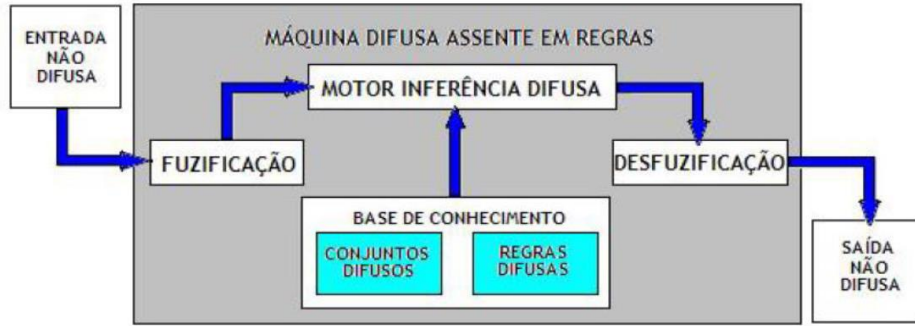 ENTRADA
NÃO
DIFUSA
MÁQUINA DIFUSA ASSENTE EM REGRAS
MOTOR INFERÊNCIA DIFUSA
FUZIFICAÇÃO
DESFUZIFICAÇÃO
BASE DE CONHECIMENTO
CONJUNTOS
DIFUSOS
REGRAS
DIFUSAS
SAÍDA
NÃO
DIFUSA